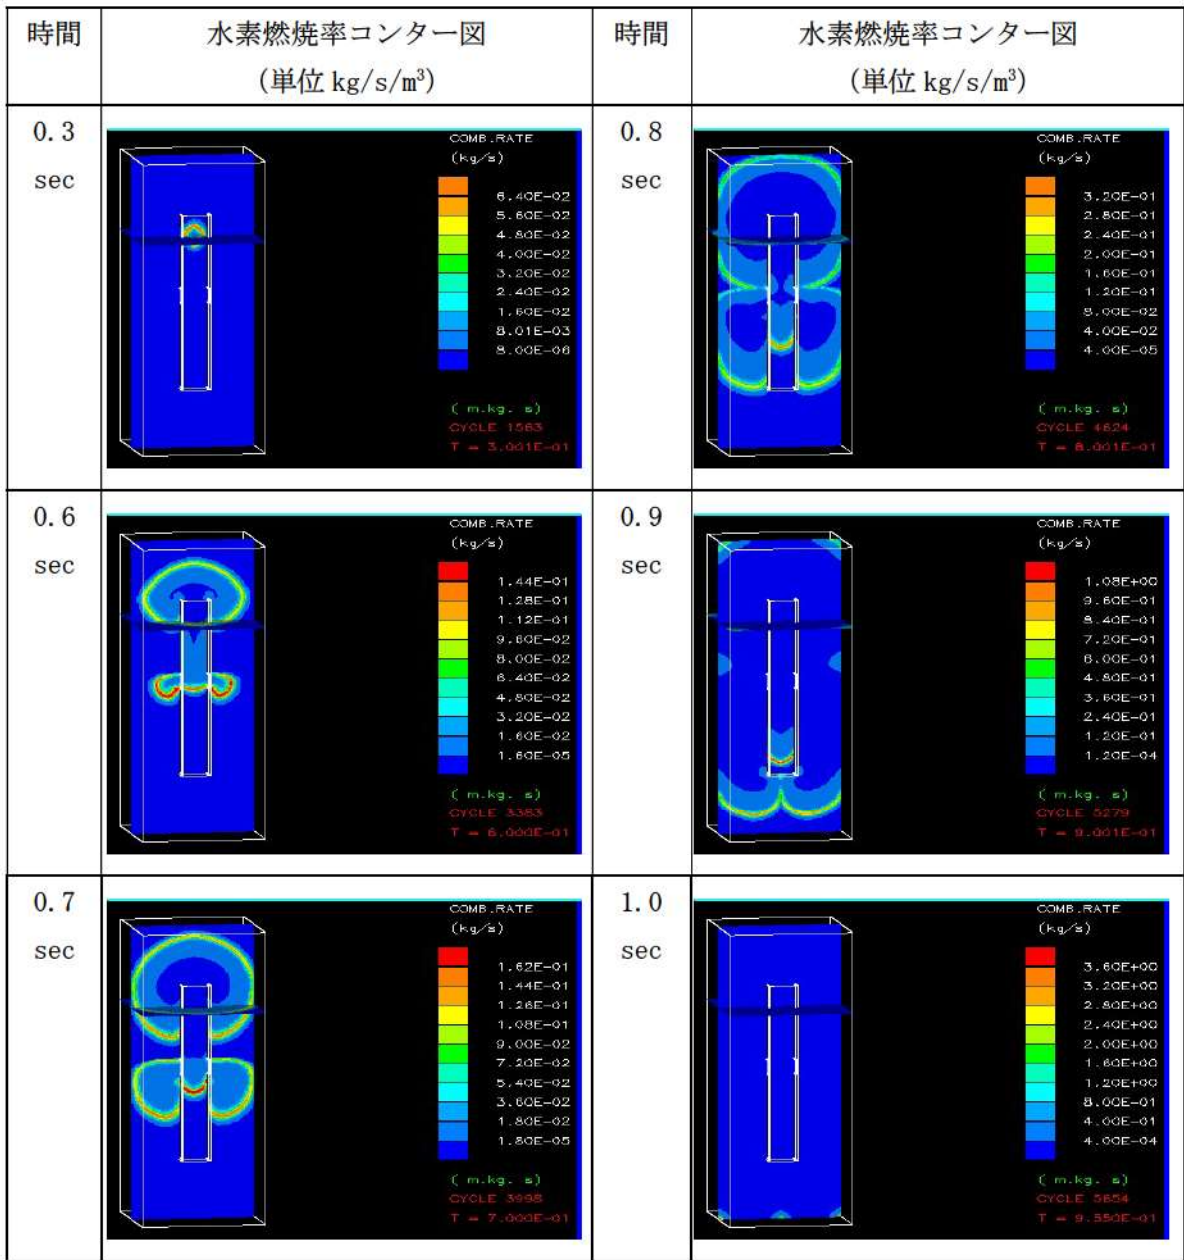 時間
水素燃焼率コンター図
(単位 kg/s/m³)
時間
水素燃焼率コンター図
(単位 kg/s/m³)
0.3
sec
COMB.RATE
(kg/s)
6.40E-02
5.60E-02
4.80E-02
4.00E-02
3.20E-02
2.40E-02
1.60E-02
8.01E-03
8.00E-06
( m.kg. s)
CYCLE 1563
T = 3.001E-01
0.8
sec
COMB.RATE
(kg/s)
3.20E-01
2.80E-01
2.40E-01
2.00E-01
1.60E-01
1.20E-01
8.00E-02
4.00E-02
4.00E-05
( m.kg. s)
CYCLE 4624
T = 8.001E-01
0.6
sec
COMB.RATE
(kg/s)
1.44E-01
1.28E-01
1.12E-01
9.60E-02
8.00E-02
6.40E-02
4.80E-02
3.20E-02
1.60E-02
1.60E-05
( m.kg. s)
CYCLE 3383
T = 6.000E-01
0.9
sec
COMB.RATE
(kg/s)
1.08E+00
9.60E-01
8.40E-01
7.20E-01
6.00E-01
4.80E-01
3.60E-01
2.40E-01
1.20E-01
1.20E-04
( m.kg. s)
CYCLE 5279
T = 9.001E-01
0.7
sec
COMB.RATE
(kg/s)
1.62E-01
1.44E-01
1.26E-01
1.08E-01
9.00E-02
7.20E-02
5.40E-02
3.60E-02
1.80E-02
1.80E-05
( m.kg. s)
CYCLE 3998
T = 7.000E-01
1.0
sec
COMB.RATE
(kg/s)
3.60E+00
3.20E+00
2.80E+00
2.40E+00
2.00E+00
1.60E+00
1.20E+00
8.00E-01
4.00E-01
4.00E-04
( m.kg. s)
CYCLE 5654
T = 9.550E-01